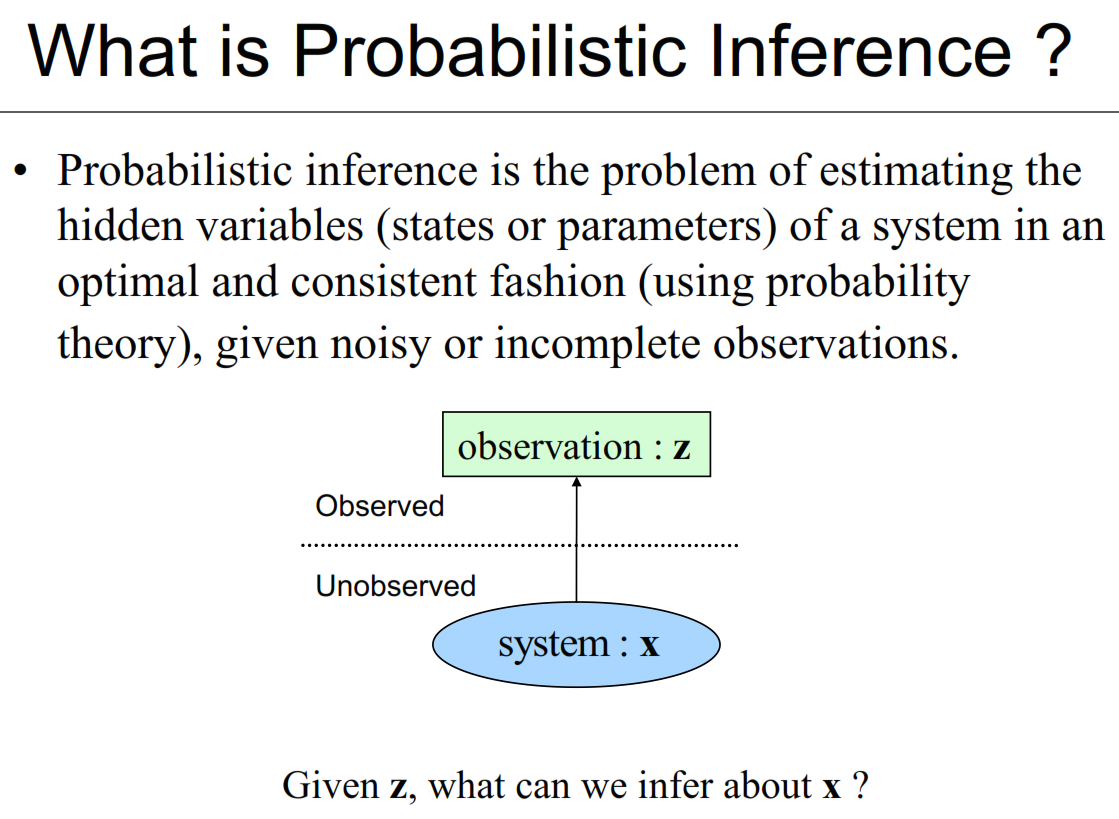 What is Probabilistic Inference ?
• Probabilistic inference is the problem of estimating the
hidden variables (states or parameters) of a system in an
optimal and consistent fashion (using probability
theory), given noisy or incomplete observations.
observation : z
Observed
Unobserved
system : x
Given z, what can we infer about x ?